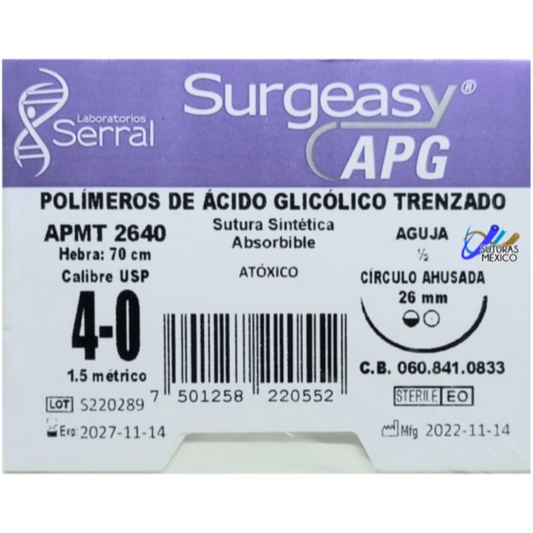 Laboratorios
Serral
Surgeasy®
APG
POLÍMEROS DE ÁCIDO GLICÓLICO TRENZADO
APMT 2640
Hebra: 70 cm
Calibre USP
4-0
1.5 métrico
Sutura Sintética
Absorbible
ATÓXICO
AGUJA
½
CÍRCULO AHUSADA
26 mm
SUTURAS
MÉXICO
C.B. 060.841.0833
STERILE EO
LOT S220289
7 501258 220552
Exp: 2027-11-14
Mfg 2022-11-14